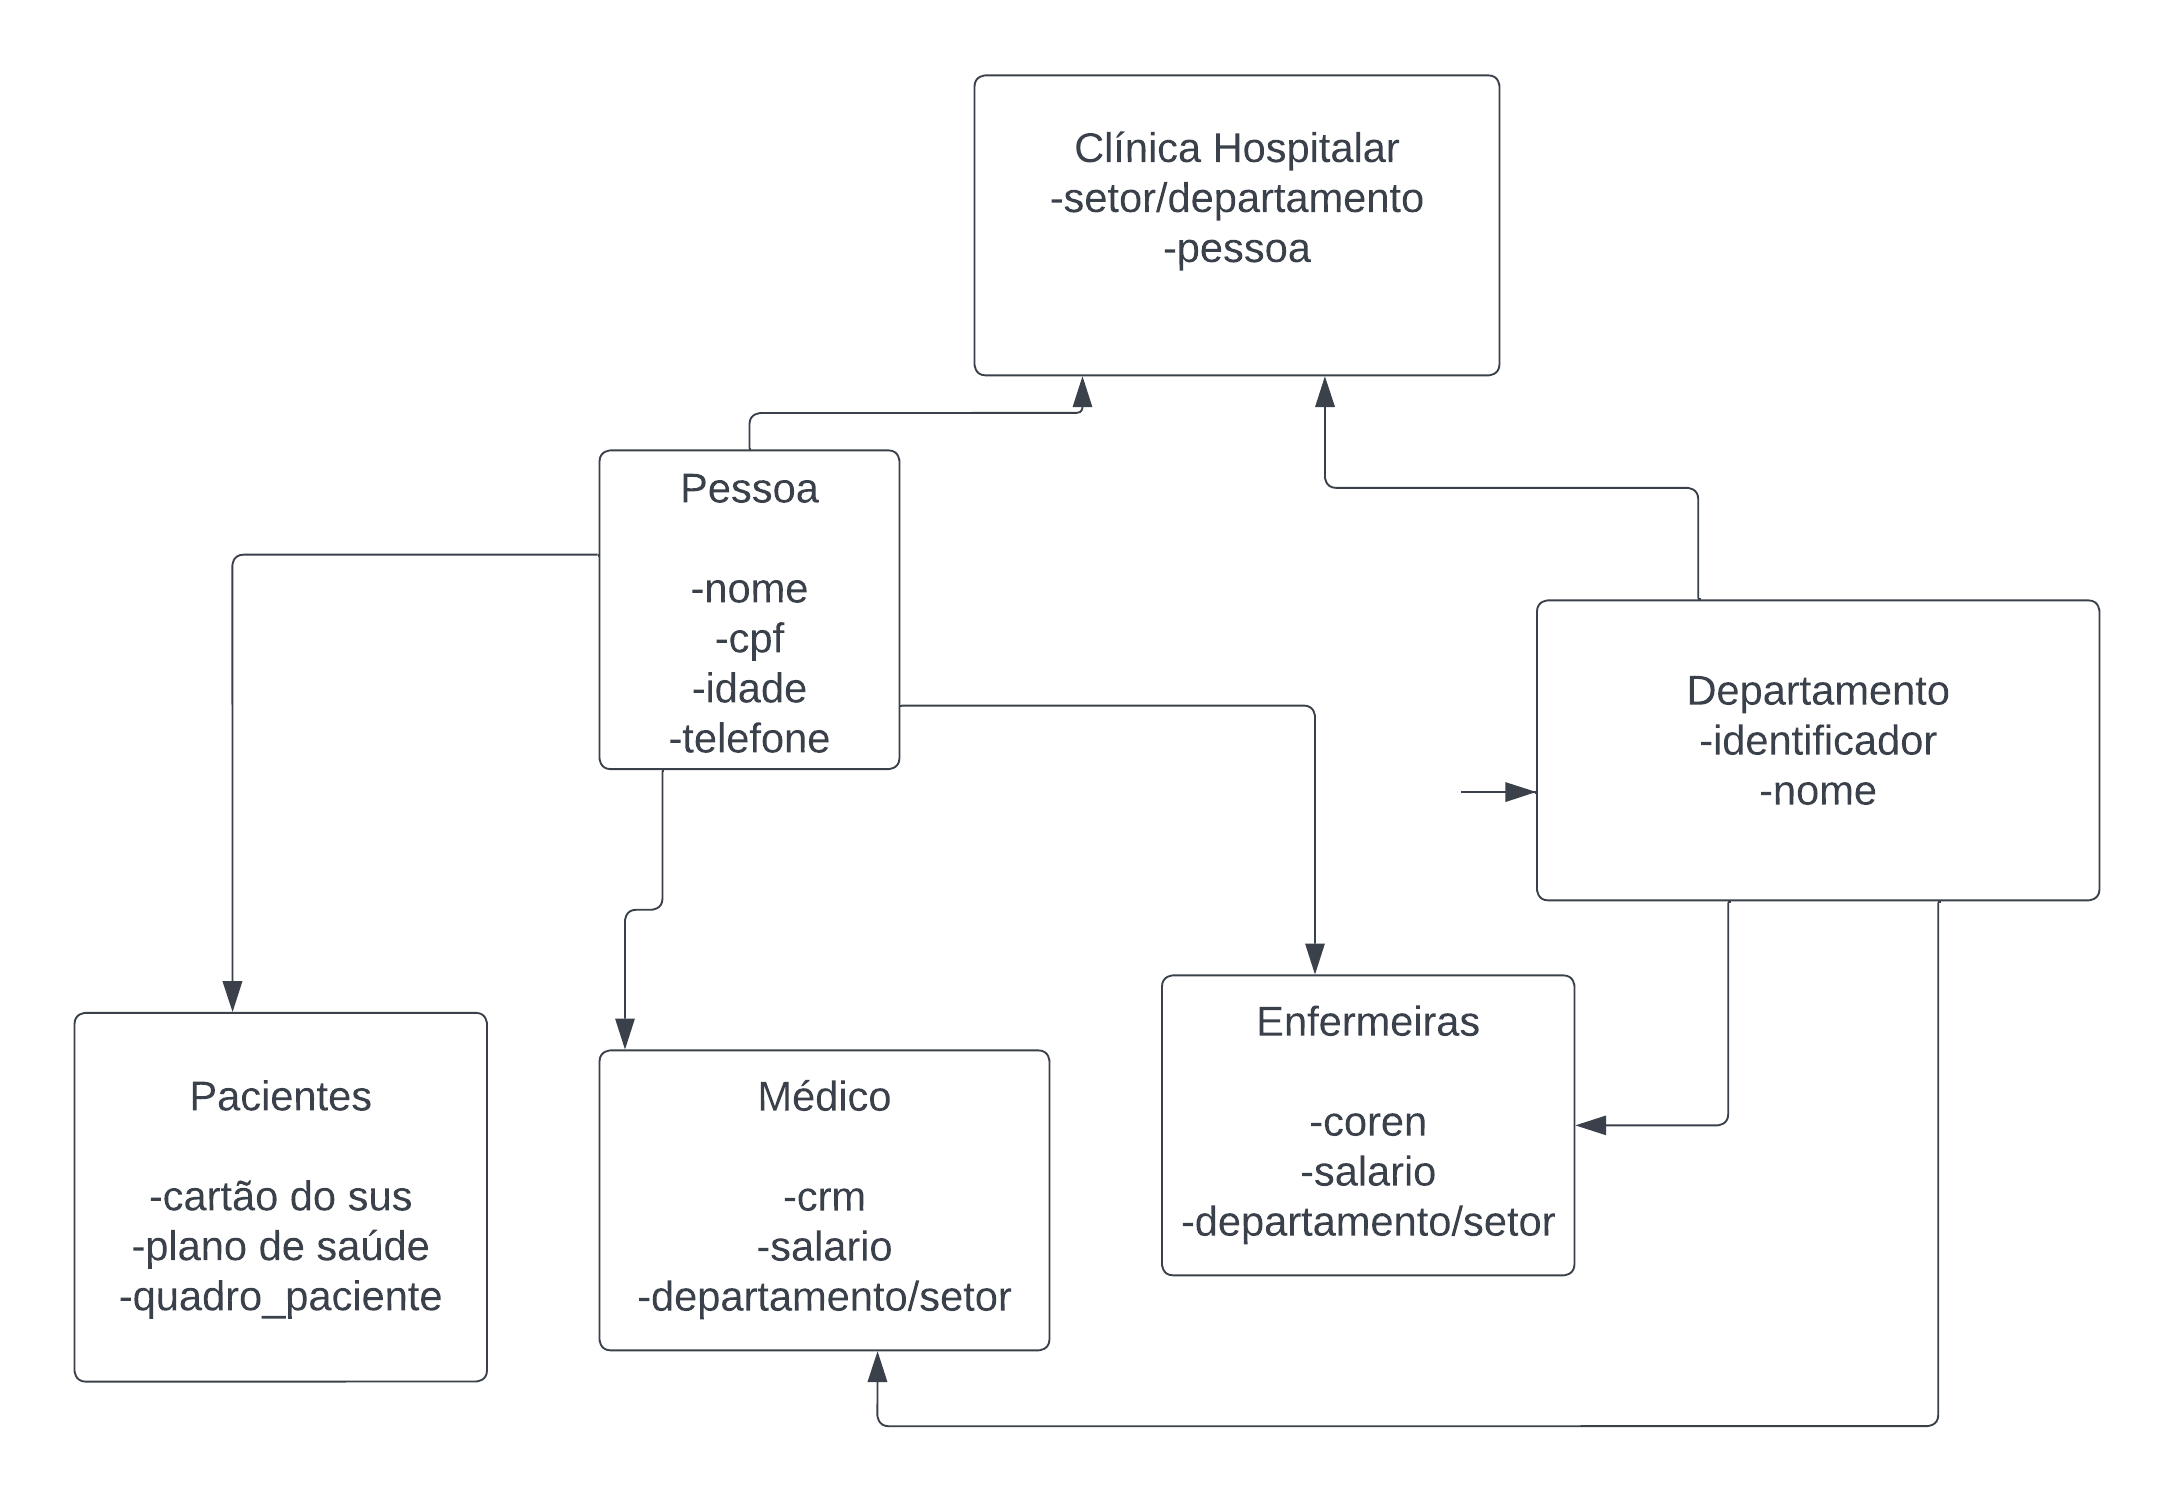 Clínica Hospitalar
-setor/departamento
-pessoa
Pessoa
-nome
-cpf
-idade
-telefone
Departamento
-identificador
-nome
Pacientes
-cartão do sus
-plano de saúde
-quadro_paciente
Médico
-crm
-salario
-departamento/setor
Enfermeiras
-coren
-salario
-departamento/setor